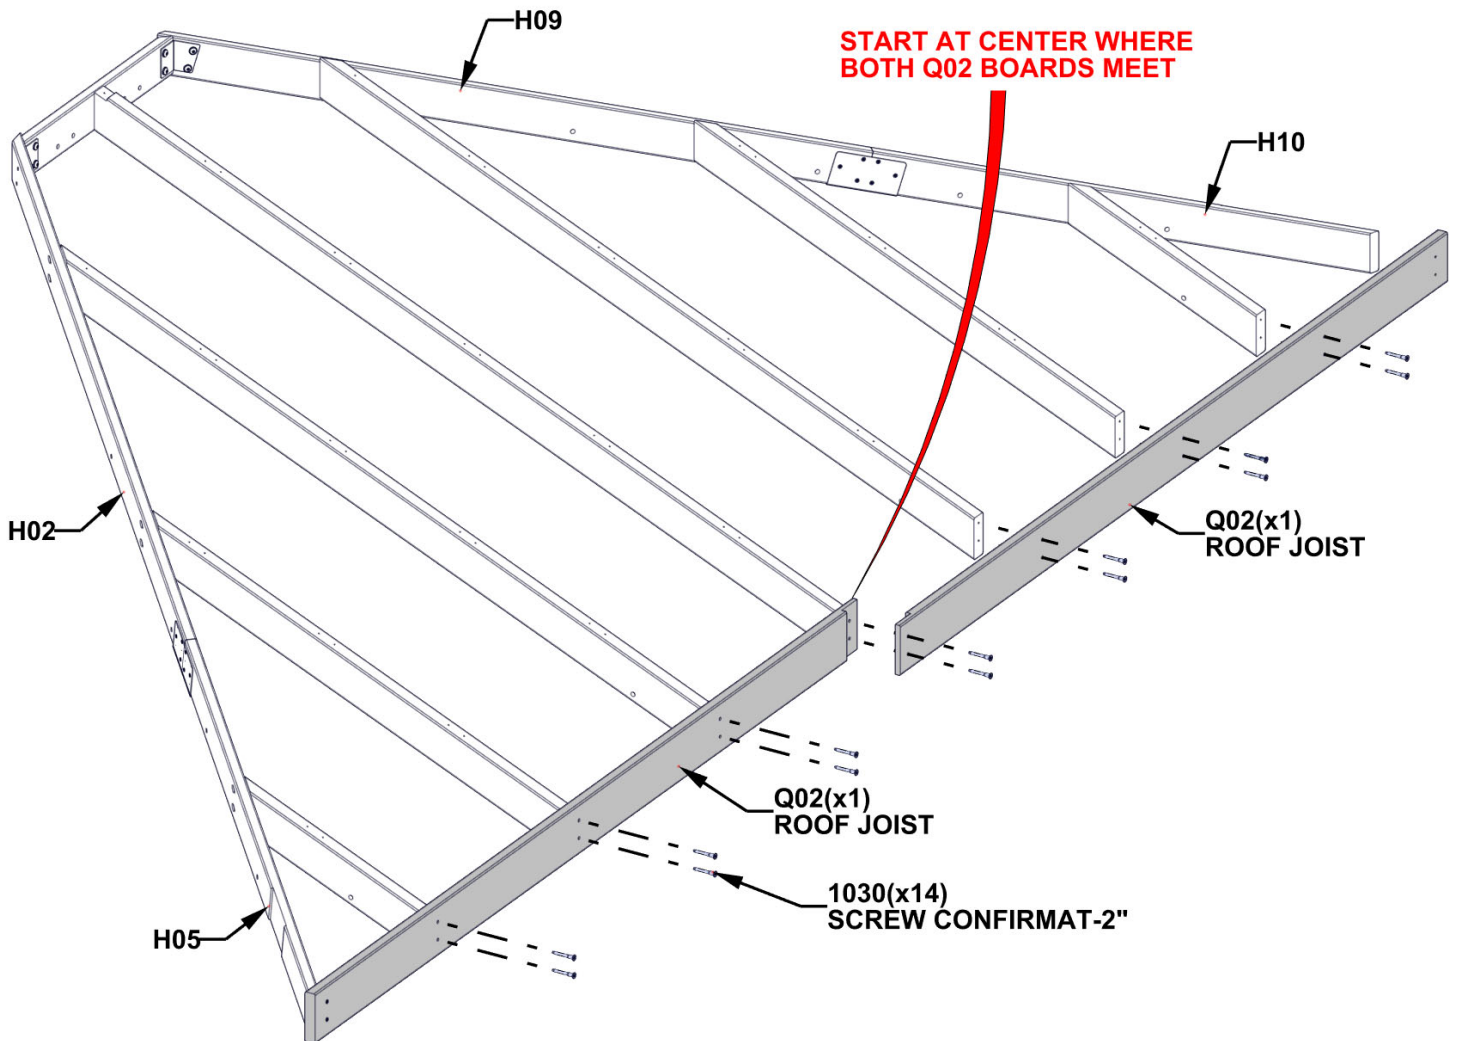 H09
START AT CENTER WHERE
BOTH Q02 BOARDS MEET
H10
H02
Q02(x1)
ROOF JOIST
Q02(x1)
ROOF JOIST
1030(x14)
SCREW CONFIRMAT-2"
H05